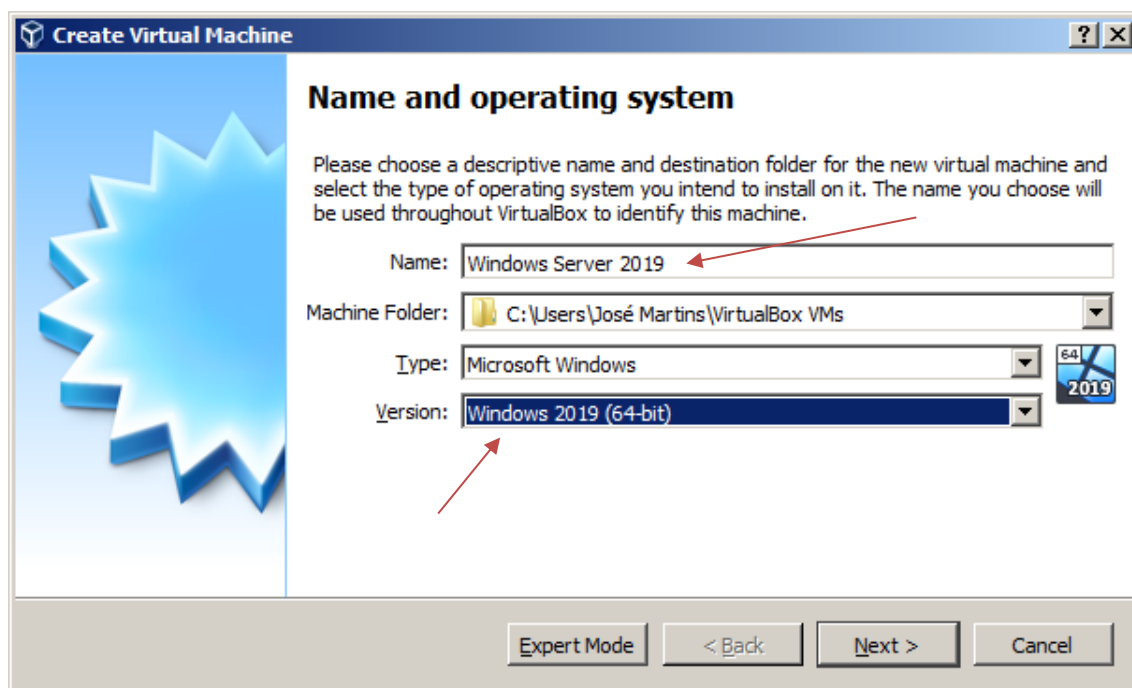 Create Virtual Machine
Name and operating system
Please choose a descriptive name and destination folder for the new virtual machine and
select the type of operating system you intend to install on it. The name you choose will
be used throughout VirtualBox to identify this machine.
Name: Windows Server 2019
Machine Folder: C:\Users\José Martins\VirtualBox VMs
Type: Microsoft Windows
64
2019
Version: Windows 2019 (64-bit)
Expert Mode < Back Next > Cancel